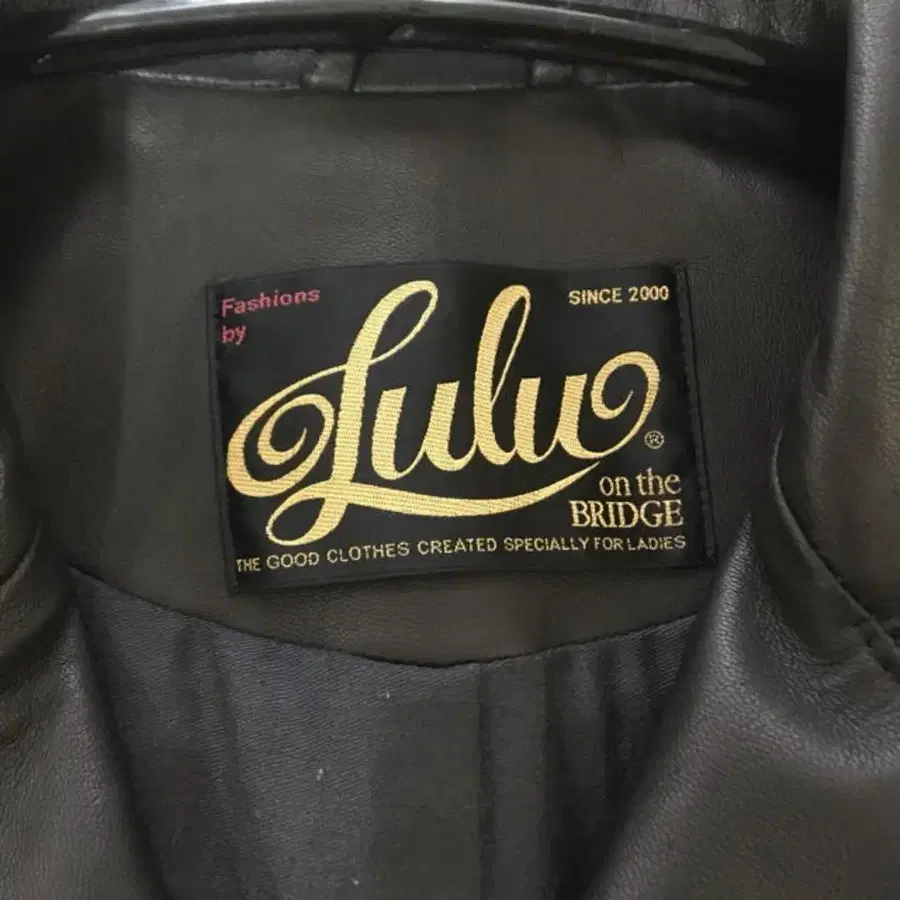 Fashions
by
SINCE 2000
Lulu®
on the
BRIDGE
THE GOOD CLOTHES CREATED SPECIALLY FOR LADIES